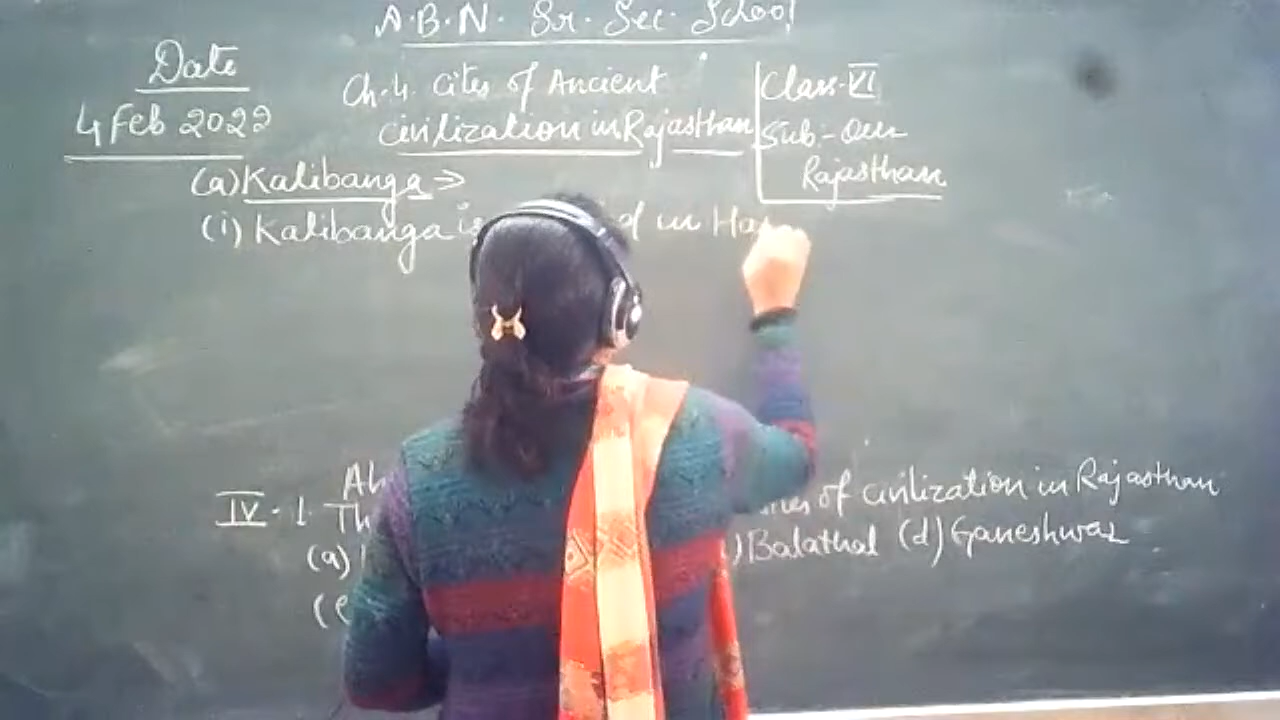 A.B.N. Sr. Sec. School
Date
4 Feb 2022
Ch.4. Cites of Ancient
civilization in Rajasthan
Class-VI
Sub:- Our
Rajasthan
(a) Kalibanga →
(i) Kalibanga is in Ha
IV. 1. Th of civilization in Rajasthan
(a) Balathal (d) Ganeshwar
(e